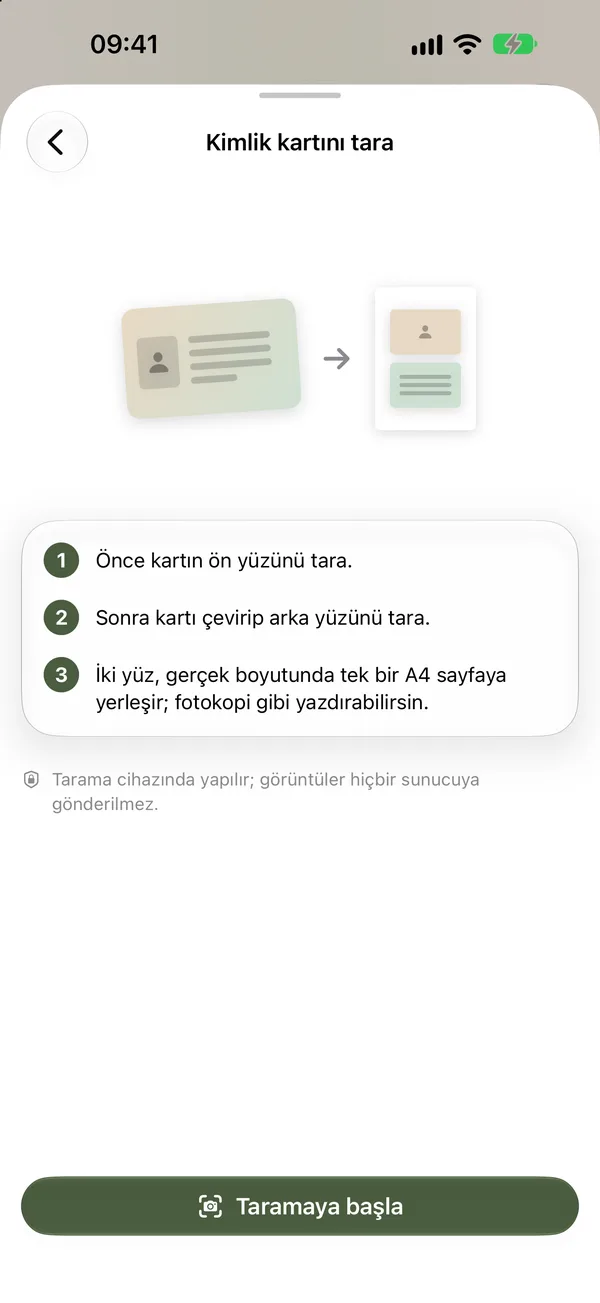 09:41
Kimlik kartını tara
1 Önce kartın ön yüzünü tara.
2 Sonra kartı çevirip arka yüzünü tara.
3 İki yüz, gerçek boyutunda tek bir A4 sayfaya
yerleşir; fotokopi gibi yazdırabilirsin.
Tarama cihazında yapılır; görüntüler hiçbir sunucuya
gönderilmez.
Taramaya başla